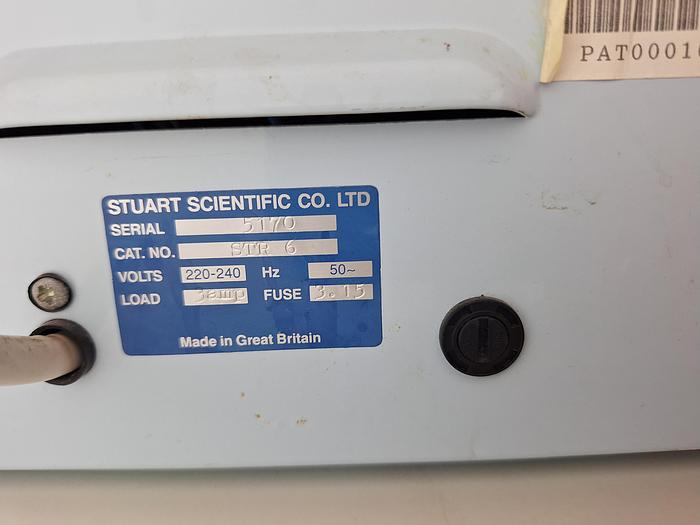 PAT00010
STUART SCIENTIFIC CO. LTD
SERIAL 5170
CAT. NO. STR 6
VOLTS 220-240 Hz 50~
LOAD 3amp FUSE 3.15
Made in Great Britain